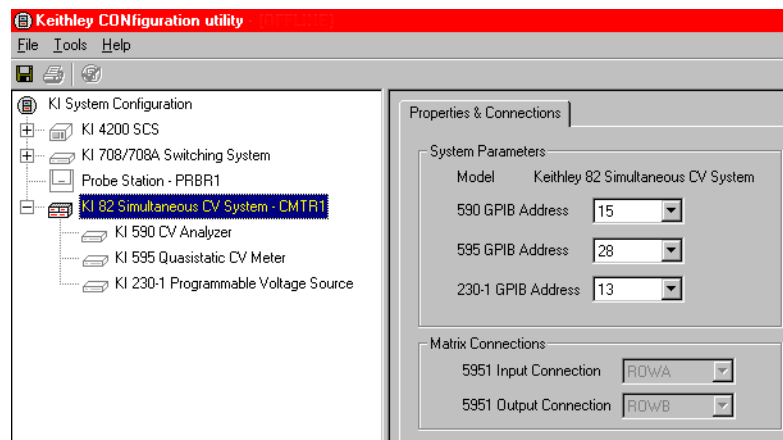 Keithley CONfiguration utility
File Tools Help
KI System Configuration
KI 4200 SCS
KI 708/708A Switching System
Probe Station - PRBR1
KI 82 Simultaneous CV System - CMTR1
KI 590 CV Analyzer
KI 595 Quasistatic CV Meter
KI 230-1 Programmable Voltage Source
Properties & Connections
System Parameters
Model Keithley 82 Simultaneous CV System
590 GPIB Address 15
595 GPIB Address 28
230-1 GPIB Address 13
Matrix Connections
5951 Input Connection ROWA
5951 Output Connection ROWB